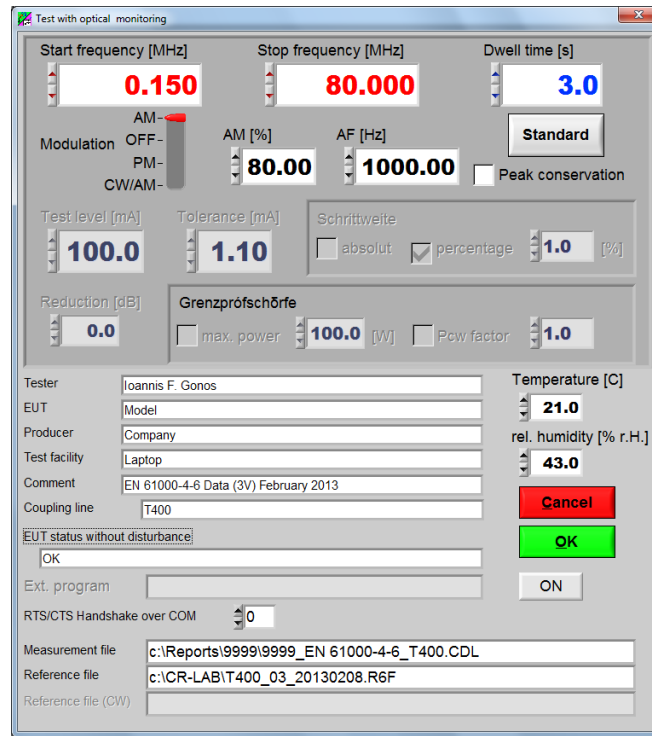 Test with optical monitoring
Start frequency [MHz] Stop frequency [MHz] Dwell time [s]
0.150 80.000 3.0
AM
Modulation OFF AM [%] AF [Hz] Standard
PM 80.00 1000.00 Peak conservation
CW/AM
Test level [mA] Tolerance [mA] Schrittweite
100.0 1.10 absolut percentage 1.0 [%]
Reduction [dB] Grenzprófschõrfe
0.0 max. power 100.0 [W] Pcw factor 1.0
Tester Ioannis F. Gonos Temperature [C]
EUT Model 21.0
Producer Company rel. humidity [% r.H.]
Test facility Laptop 43.0
Comment EN 61000-4-6 Data (3V) February 2013
Coupling line T400 Cancel
EUT status without disturbance OK
OK
Ext. program ON
RTS/CTS Handshake over COM 0
Measurement file c:\Reports\9999\9999_EN 61000-4-6_T400.CDL
Reference file c:\CR-LAB\T400_03_20130208.R6F
Reference file (CW)